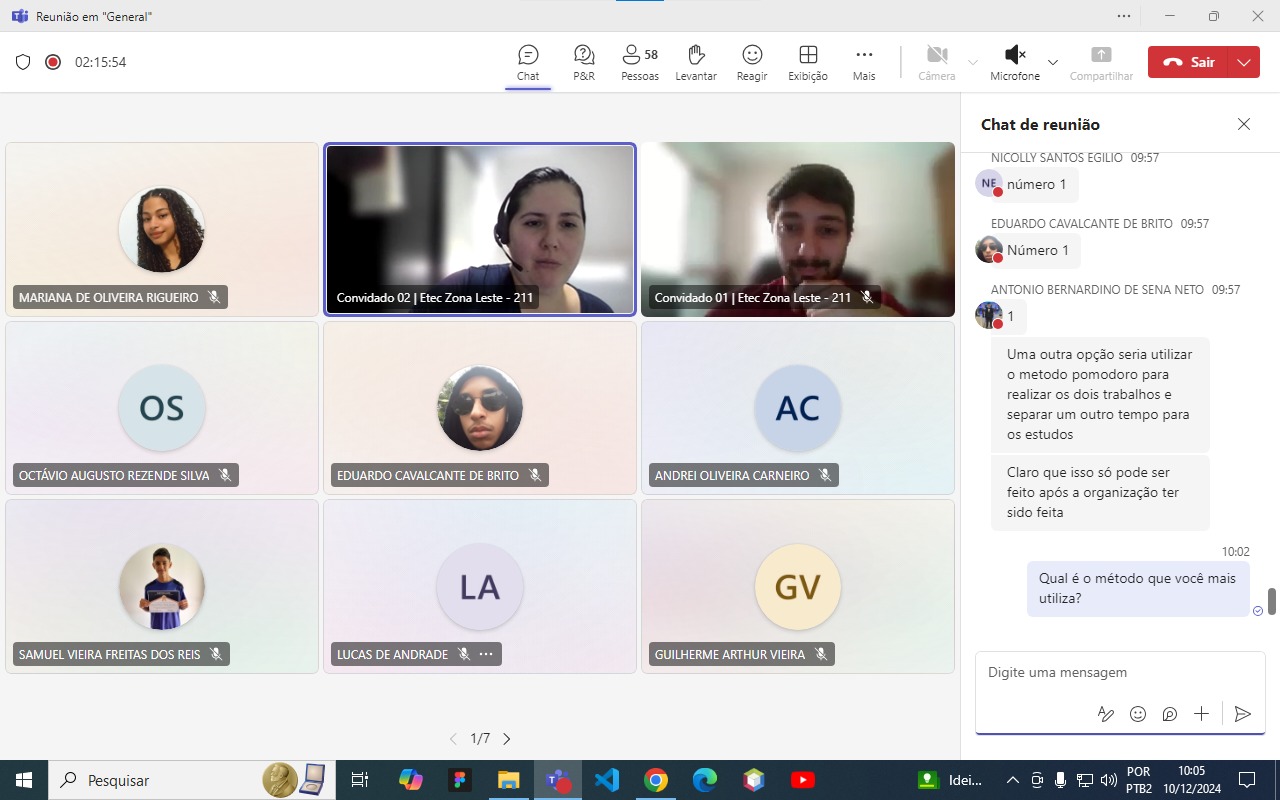 Reunião em "General"
02:15:54
Chat
P&R
58
Pessoas
Levantar
Reagir
Exibição
Mais
Câmera
Microfone
Compartilhar
Sair
MARIANA DE OLIVEIRA RIGUEIRO
Convidado 02 | Etec Zona Leste - 211
Convidado 01 | Etec Zona Leste - 211
OS
OCTÁVIO AUGUSTO REZENDE SILVA
EDUARDO CAVALCANTE DE BRITO
AC
ANDREI OLIVEIRA CARNEIRO
SAMUEL VIEIRA FREITAS DOS REIS
LA
LUCAS DE ANDRADE
GV
GUILHERME ARTHUR VIEIRA
1/7
Chat de reunião
NICOLLY SANTOS EGILIO 09:57
NE
número 1
EDUARDO CAVALCANTE DE BRITO 09:57
Número 1
ANTONIO BERNARDINO DE SENA NETO 09:57
1
Uma outra opção seria utilizar
o metodo pomodoro para
realizar os dois trabalhos e
separar um outro tempo para
os estudos
Claro que isso só pode ser
feito após a organização ter
sido feita
10:02
Qual é o método que você mais
utiliza?
Digite uma mensagem
Pesquisar
Idei...
POR
PTB2
10:05
10/12/2024